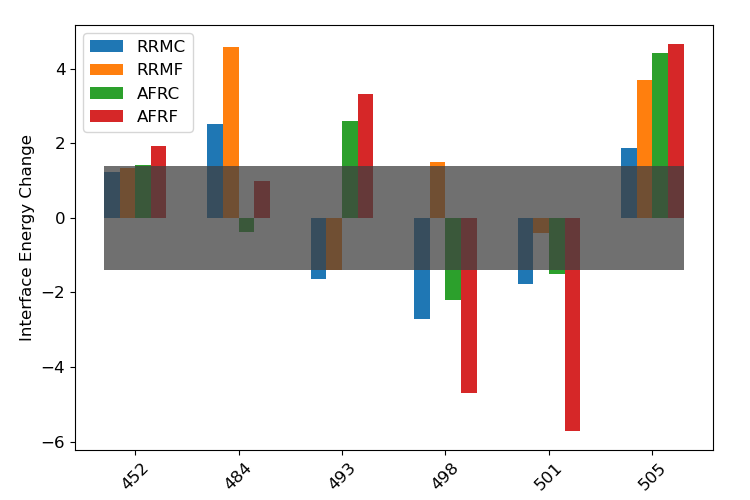 RRMC
RRMF
AFRC
AFRF
Interface Energy Change
4
2
0
−2
−4
−6
452
484
493
498
501
505